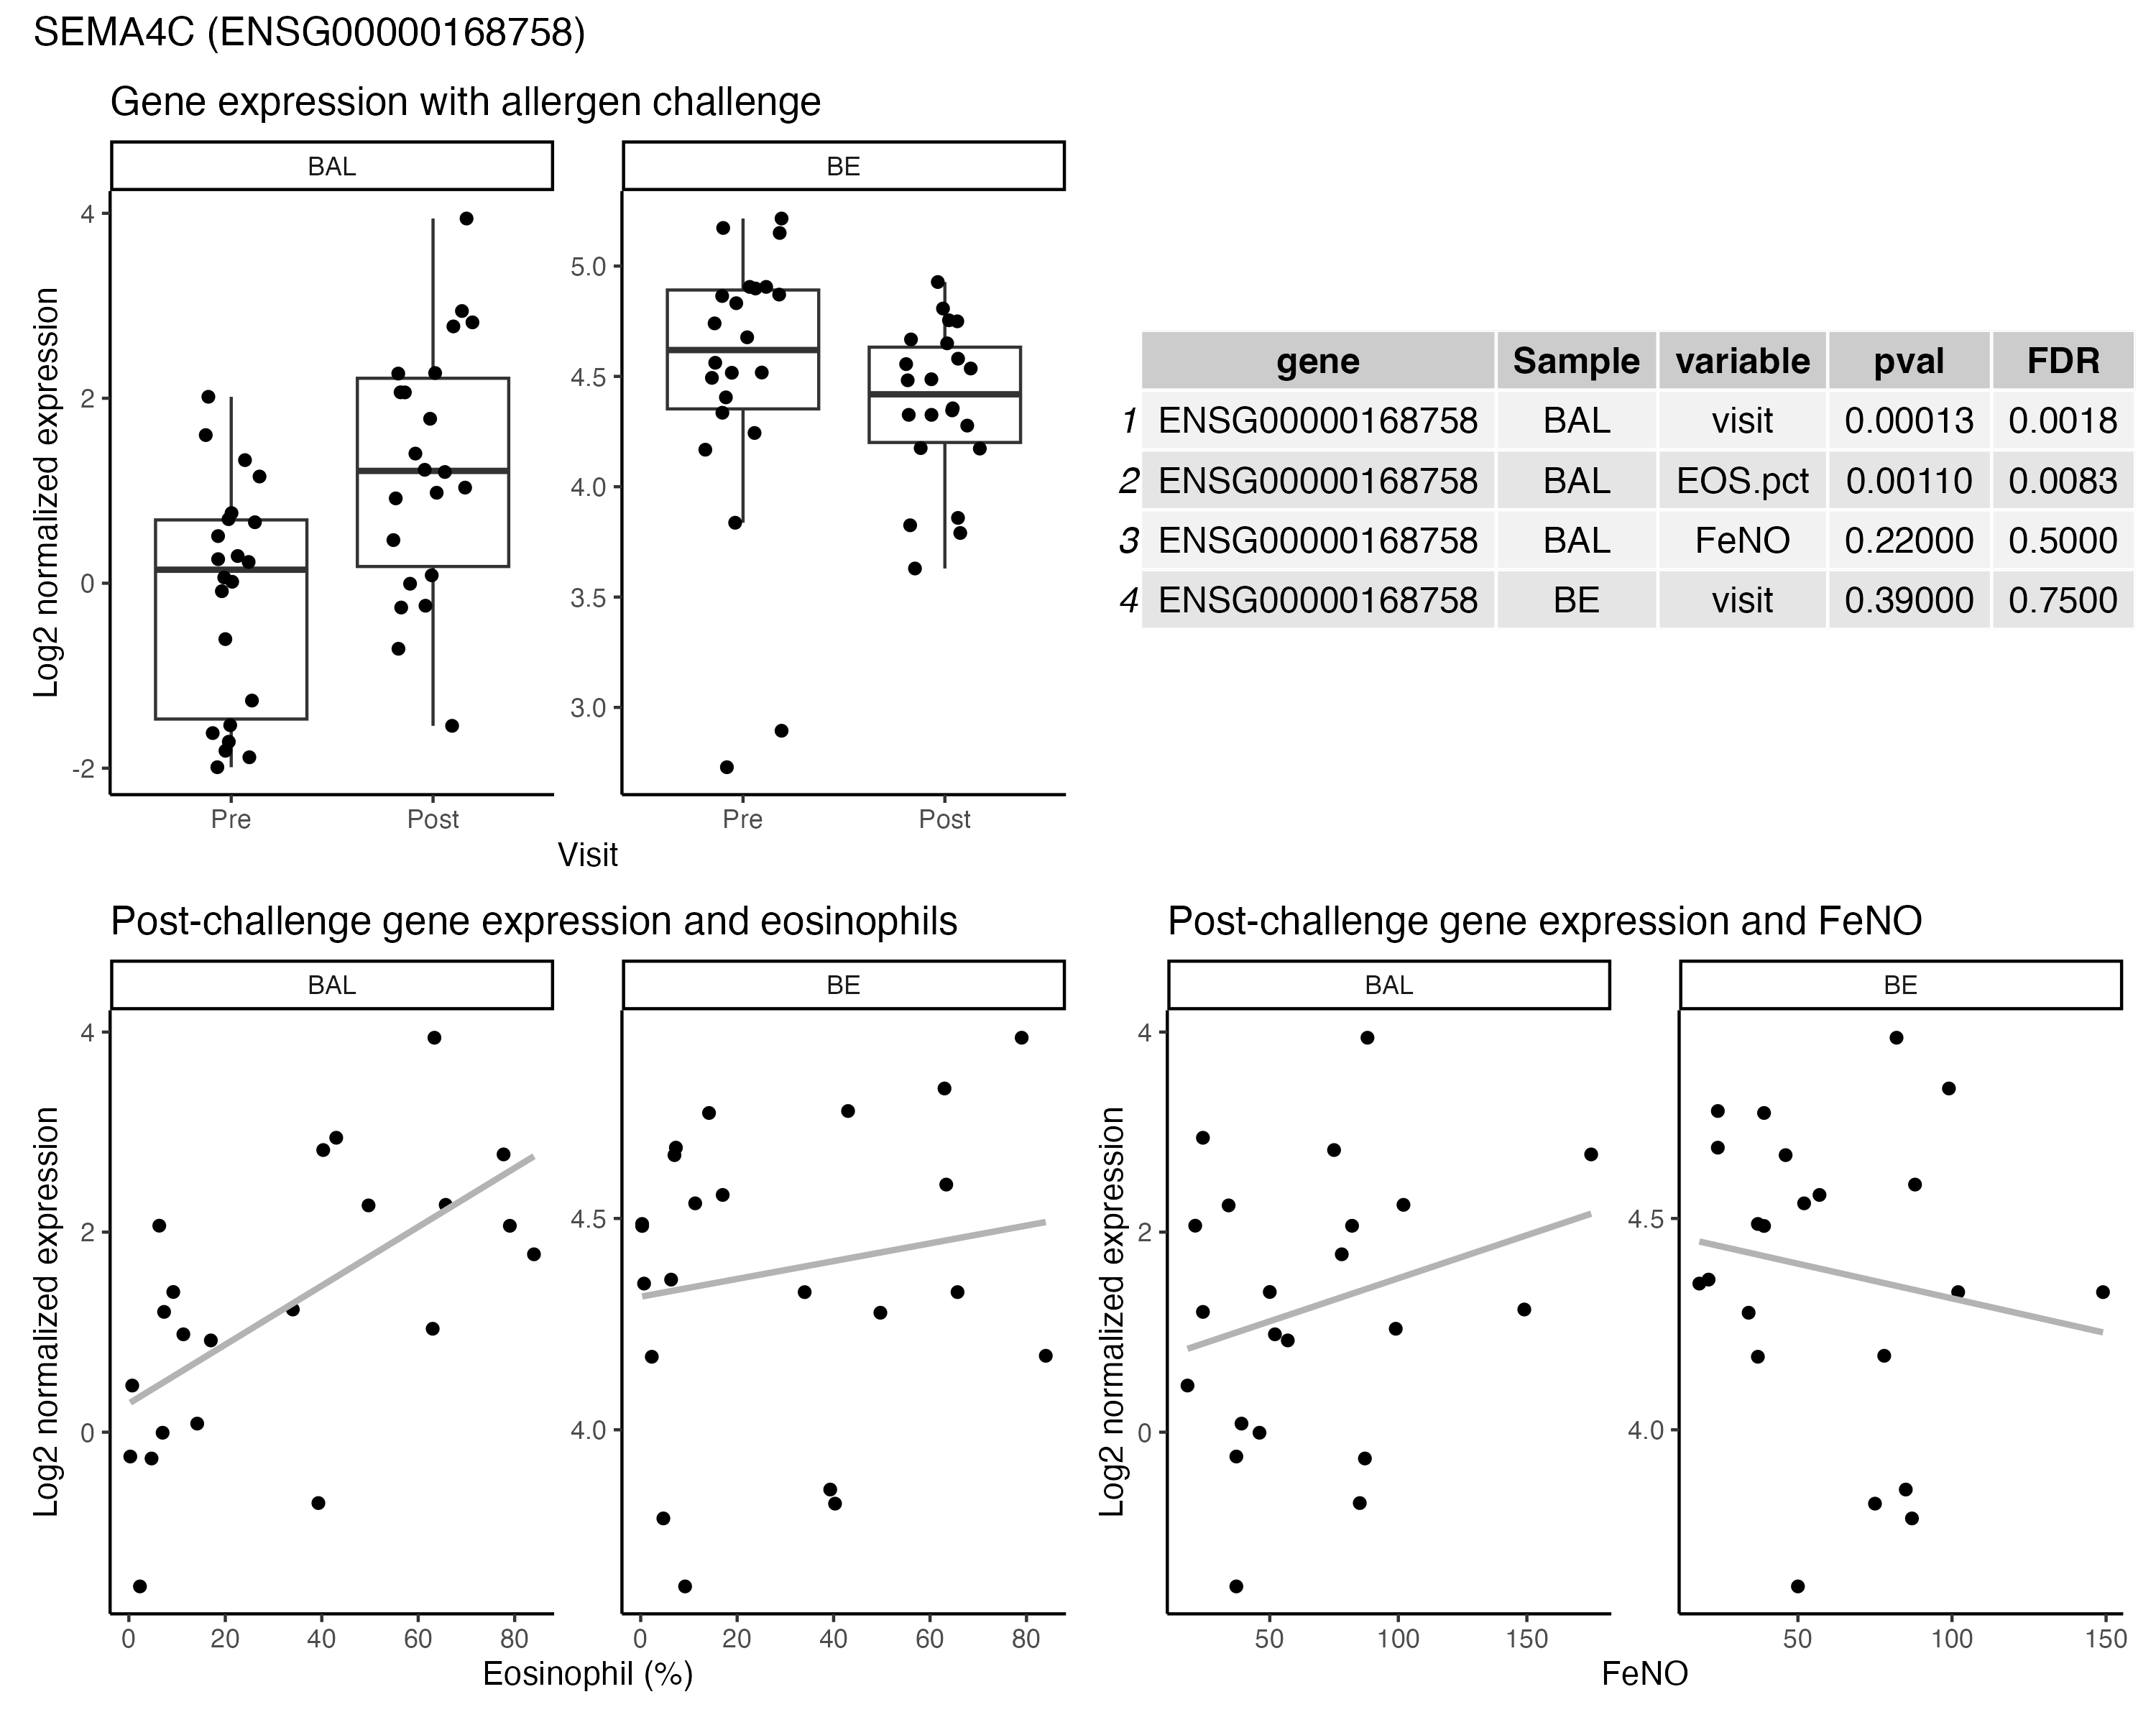 SEMA4C (ENSG00000168758)
Gene expression with allergen challenge
BAL
BE
Log2 normalized expression
4
2
0
-2
5.0
4.5
4.0
3.5
3.0
Pre
Post
Pre
Post
Visit
gene Sample variable pval FDR
1 ENSG00000168758 BAL visit 0.00013 0.0018
2 ENSG00000168758 BAL EOS.pct 0.00110 0.0083
3 ENSG00000168758 BAL FeNO 0.22000 0.5000
4 ENSG00000168758 BE visit 0.39000 0.7500
Post-challenge gene expression and eosinophils
BAL
BE
Log2 normalized expression
4
2
0
4.5
4.0
0 20 40 60 80
0 20 40 60 80
Eosinophil (%)
Post-challenge gene expression and FeNO
BAL
BE
Log2 normalized expression
4
2
0
4.5
4.0
50 100 150
50 100 150
FeNO